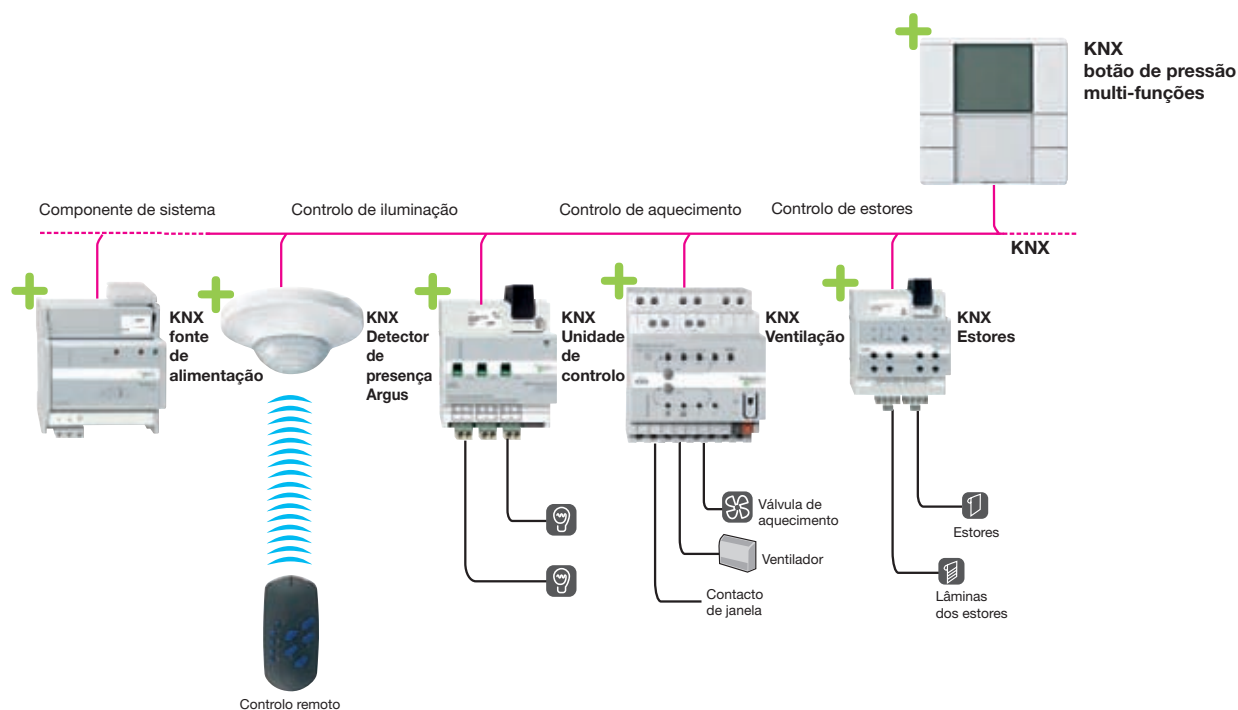 KNX
botão de pressão
multi-funções
Componente de sistema
Controlo de iluminação
Controlo de aquecimento
Controlo de estores
KNX
KNX
fonte
de
alimentação
KNX
Detector
de
presença
Argus
KNX
Unidade
de
controlo
KNX
Ventilação
KNX
Estores
Válvula de
aquecimento
Ventilador
Contacto
de janela
Estores
Lâminas
dos estores
Controlo remoto